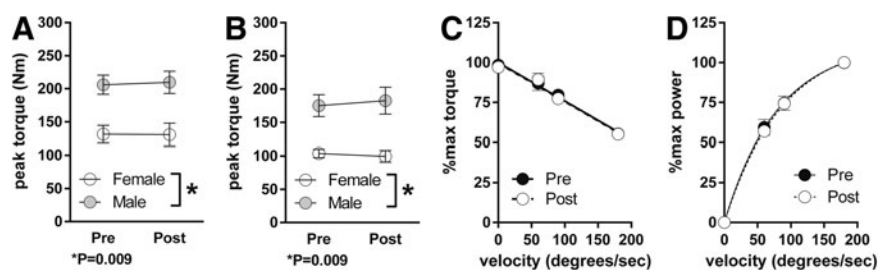 A
peak torque (Nm)
300
250
200
150
100
50
0
Female
Male
*
Pre Post
*P=0.009
B
peak torque (Nm)
300
250
200
150
100
50
0
Female
Male
*
Pre Post
*P=0.009
C
%max torque
125
100
75
50
25
0
Pre
Post
0 50 100 150 200
velocity (degrees/sec)
D
%max power
125
100
75
50
25
0
Pre
Post
0 50 100 150 200
velocity (degrees/sec)